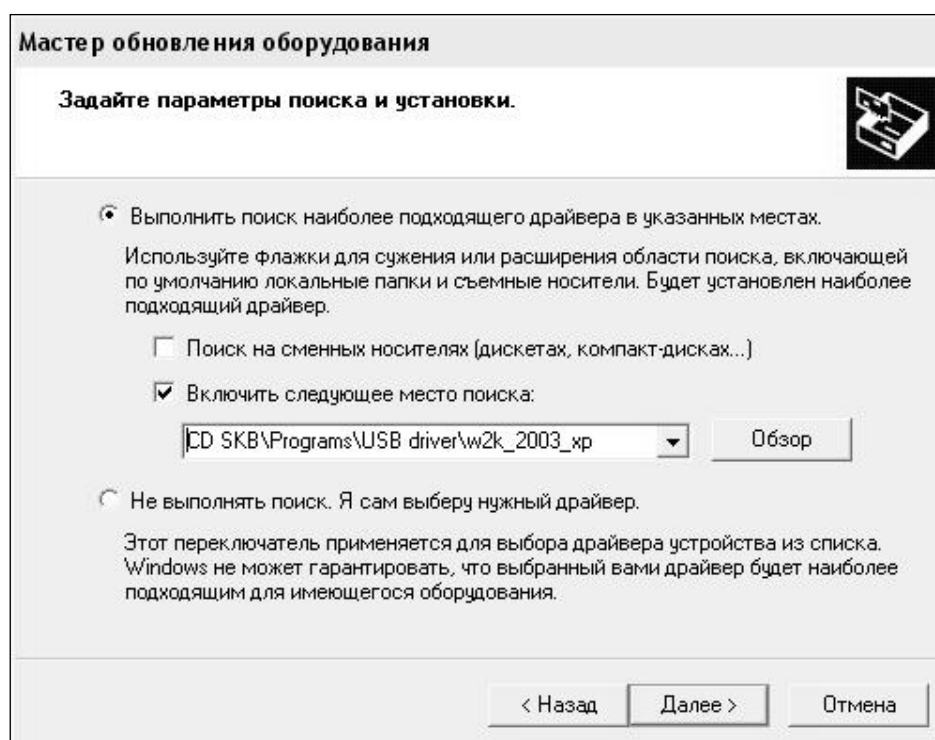 Мастер обновления оборудования
Задайте параметры поиска и установки.
Выполнить поиск наиболее подходящего драйвера в указанных местах.
Используйте флажки для сужения или расширения области поиска, включающей
по умолчанию локальные папки и съемные носители. Будет установлен наиболее
подходящий драйвер.
Поиск на сменных носителях (дискетах, компакт-дисках...)
Включить следующее место поиска:
CD SKB\Programs\USB driver\w2k_2003_xp
Обзор
Не выполнять поиск. Я сам выберу нужный драйвер.
Этот переключатель применяется для выбора драйвера устройства из списка.
Windows не может гарантировать, что выбранный вами драйвер будет наиболее
подходящим для имеющегося оборудования.
< Назад Далее > Отмена